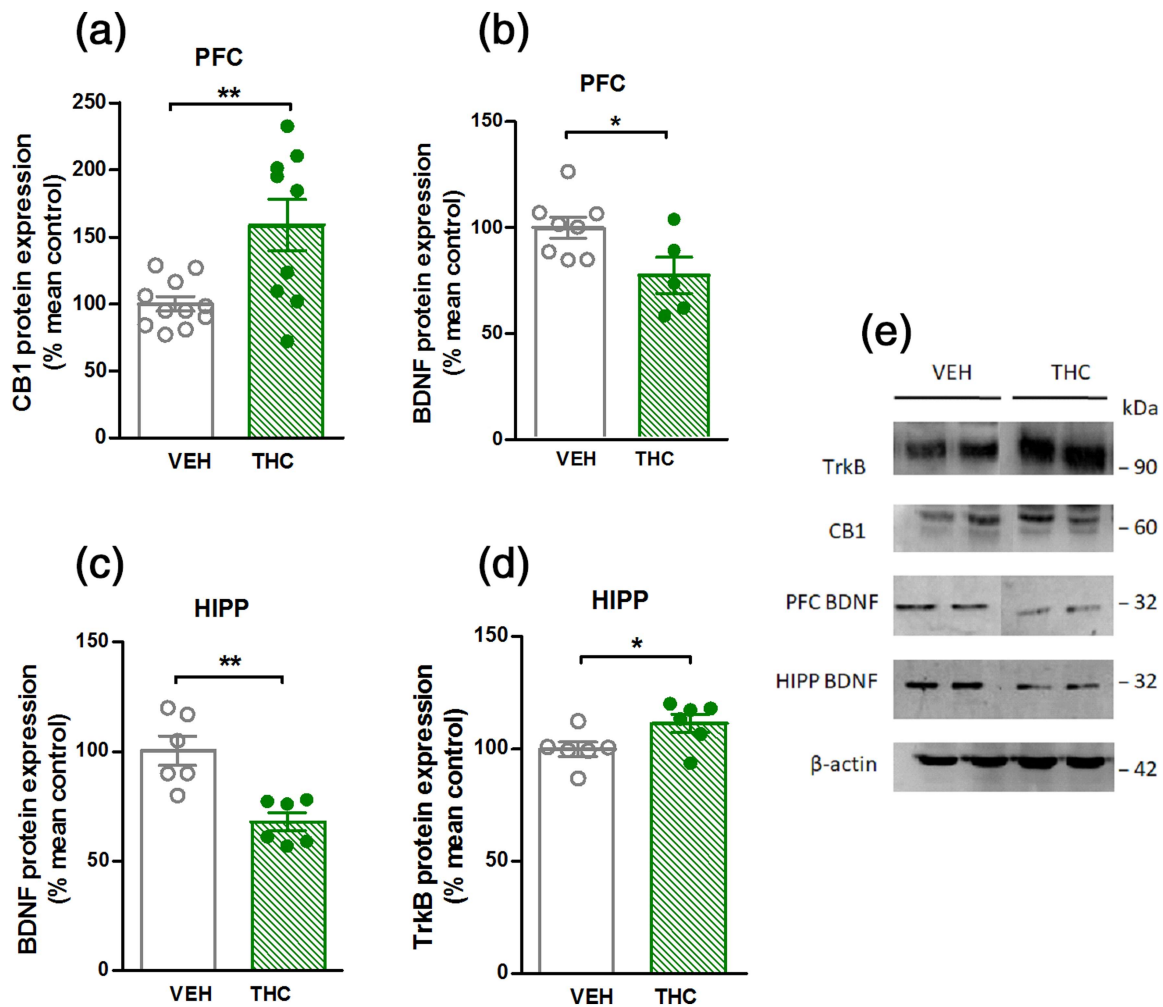 (a)
PFC
**
CB1 protein expression
(% mean control)
250
200
150
100
50
0
VEH THC
(b)
PFC
*
BDNF protein expression
(% mean control)
150
100
50
0
VEH THC
(c)
HIPP
**
BDNF protein expression
(% mean control)
150
100
50
0
VEH THC
(d)
HIPP
*
TrkB protein expression
(% mean control)
150
100
50
0
VEH THC
(e)
VEH THC
kDa
TrkB – 90
CB1 – 60
PFC BDNF – 32
HIPP BDNF – 32
β-actin – 42